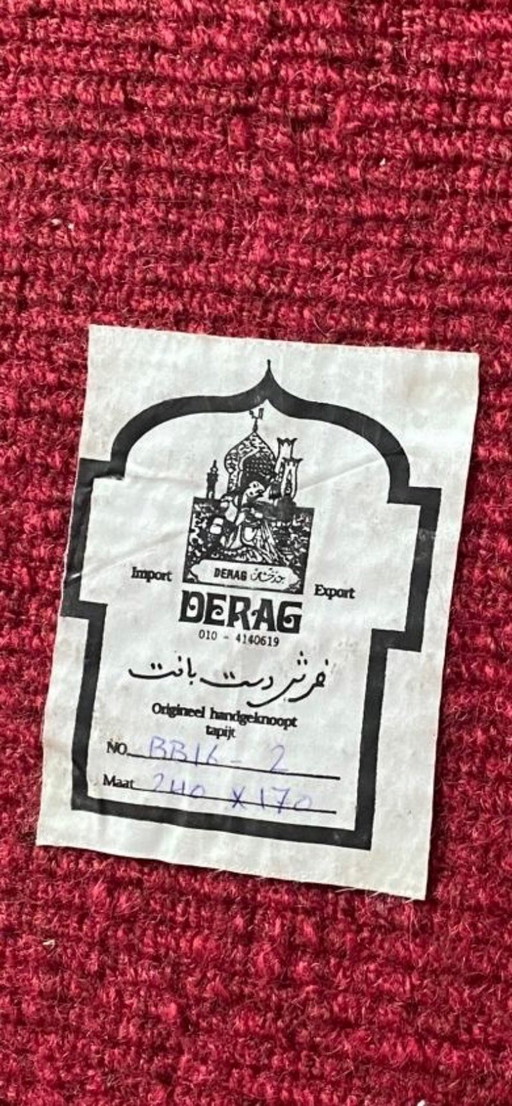 DERAG
Import
Export
DERAG
010 - 4140619
فرش دست بافت
Origineel handgeknoopt
tapijt
NO. BB16 - 2
Maat 240 x 170